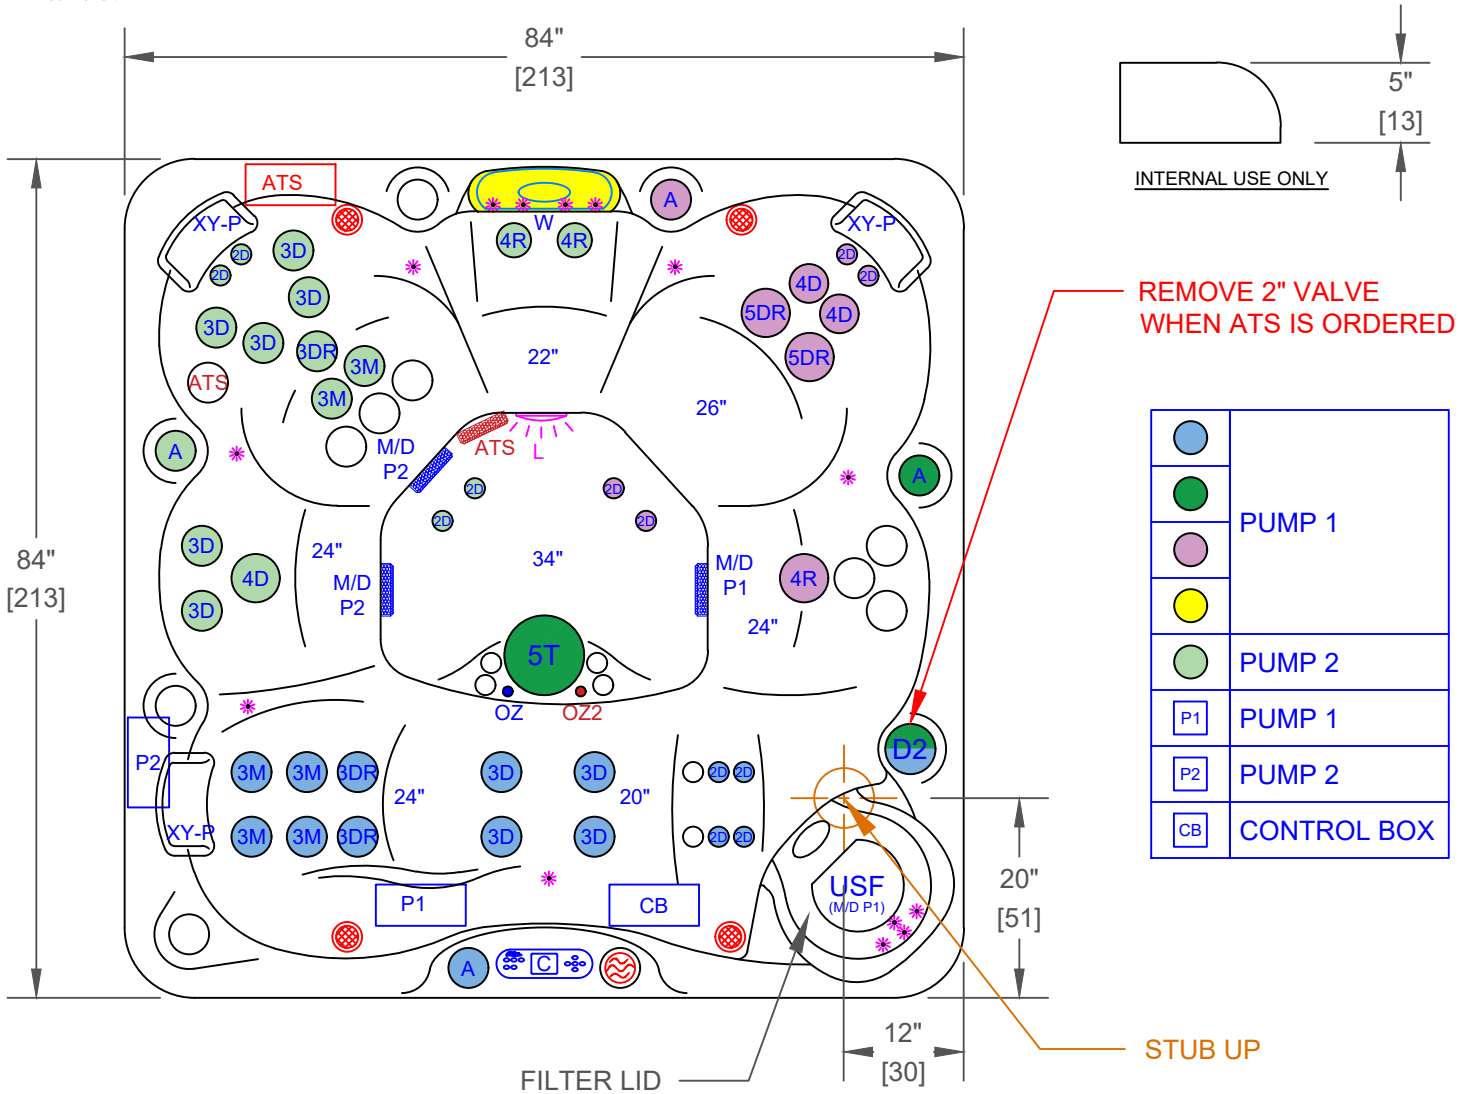 84"
[213]
5"
[13]
INTERNAL USE ONLY
ATS
XY-P
A
XY-P
W
4R
4R
2D
2D
3D
3D
3D
3D
3DR
3M
3M
ATS
2D
2D
4D
4D
5DR
5DR
REMOVE 2" VALVE
WHEN ATS IS ORDERED
22"
26"
M/D
P2
ATS
L
A
A
2D
2D
2D
2D
84"
[213]
3D
4D
3D
24"
M/D
P2
34"
M/D
P1
4R
24"
5T
OZ
OZ2
PUMP 1
PUMP 2
P1
PUMP 1
P2
PUMP 2
CB
CONTROL BOX
P2
XY-P
3M
3M
3DR
3M
3M
3DR
24"
3D
3D
20"
3D
3D
2D
2D
2D
2D
D2
USF
(M/D P1)
20"
[51]
P1
CB
A
C
12"
[30]
STUB UP
FILTER LID